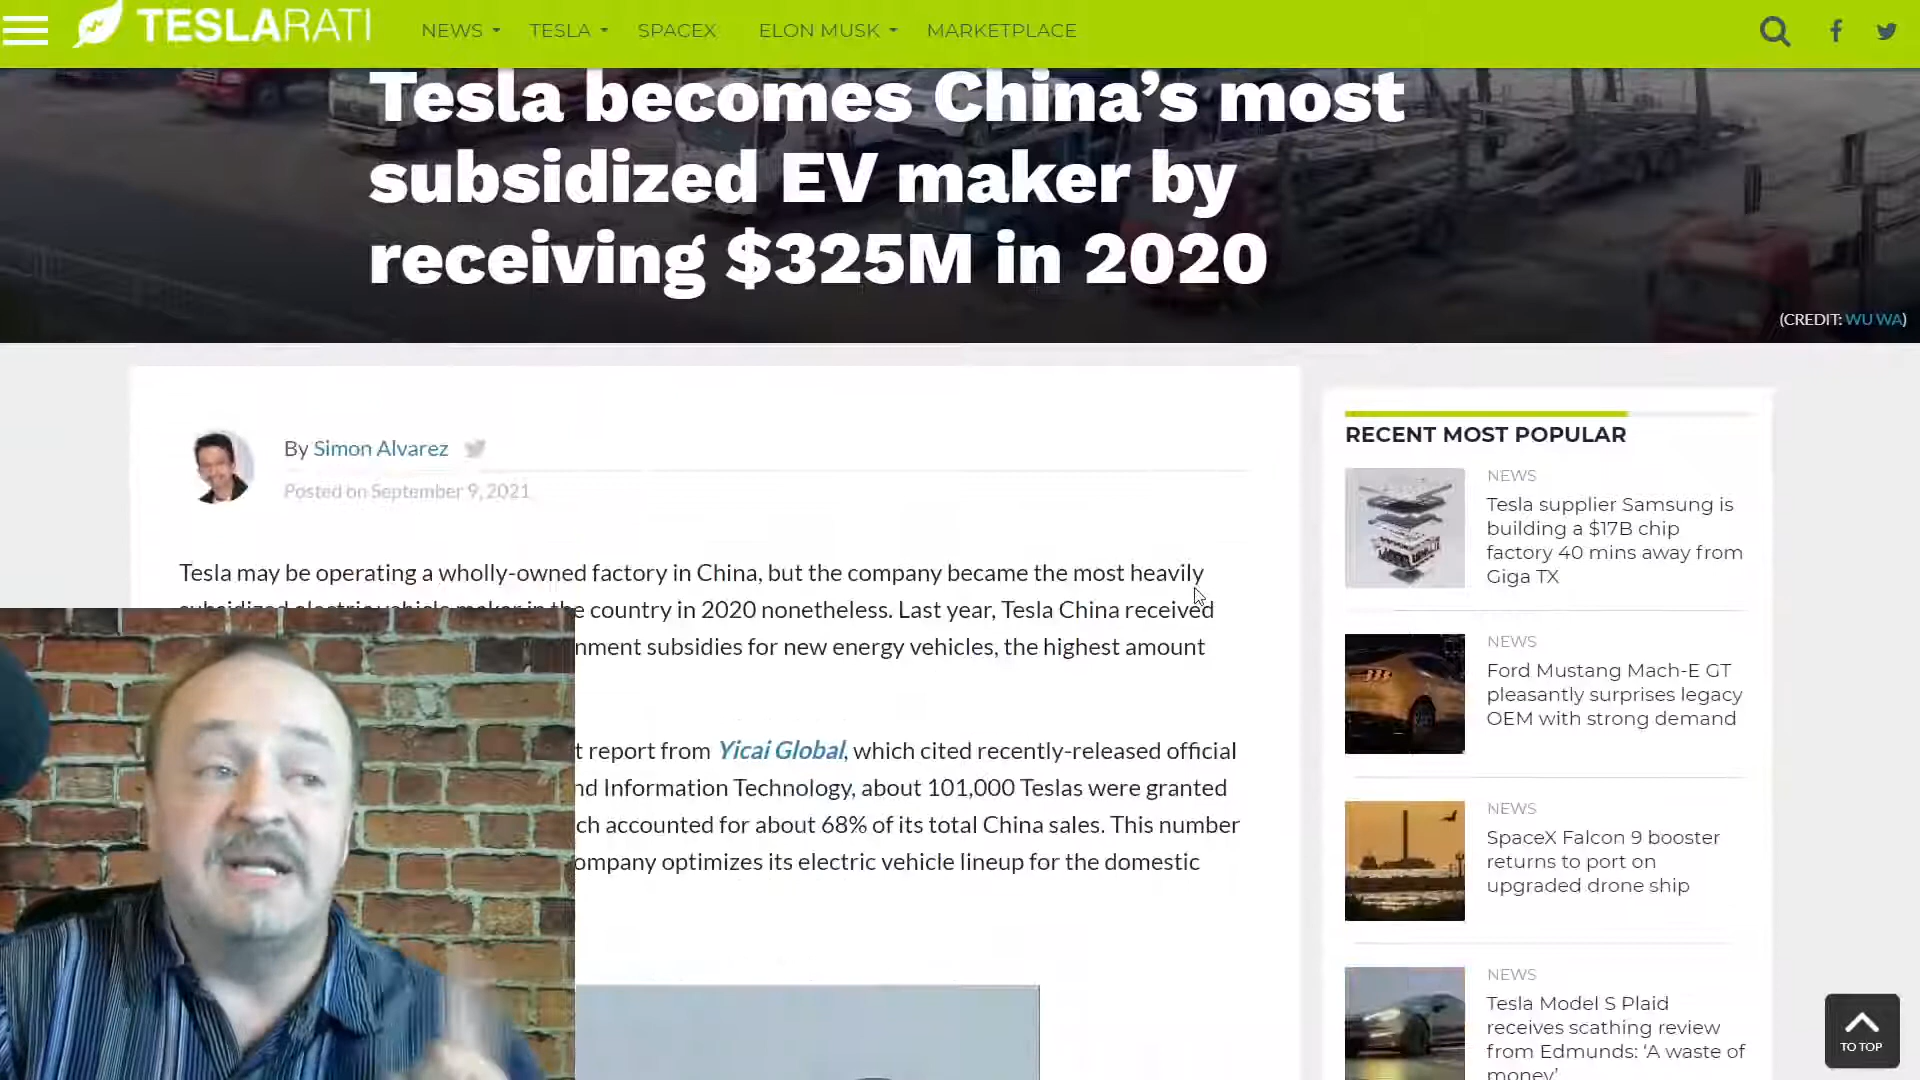 TESLARATI
NEWS
TESLA
SPACEX
ELON MUSK
MARKETPLACE
Tesla becomes China's most
subsidized EV maker by
receiving $325M in 2020
(CREDIT: WU WA)
By Simon Alvarez
Posted on September 9, 2021
Tesla may be operating a wholly-owned factory in China, but the company became the most heavily
subsidized electric vehicle maker in the country in 2020 nonetheless. Last year, Tesla China received
nment subsidies for new energy vehicles, the highest amount
t report from Yicai Global, which cited recently-released official
nd Information Technology, about 101,000 Teslas were granted
ch accounted for about 68% of its total China sales. This number
ompany optimizes its electric vehicle lineup for the domestic
RECENT MOST POPULAR
NEWS
Tesla supplier Samsung is
building a $17B chip
factory 40 mins away from
Giga TX
NEWS
Ford Mustang Mach-E GT
pleasantly surprises legacy
OEM with strong demand
NEWS
SpaceX Falcon 9 booster
returns to port on
upgraded drone ship
NEWS
Tesla Model S Plaid
receives scathing review
from Edmunds: 'A waste of
money'
TO TOP